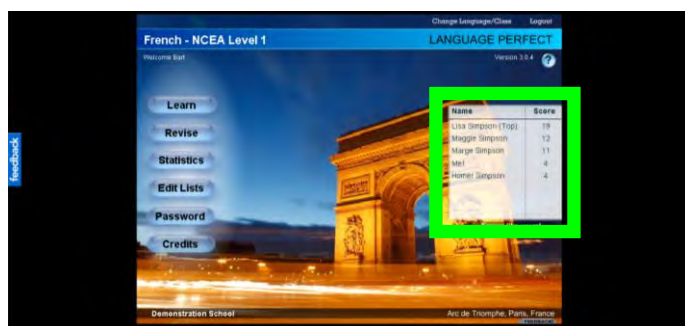 Change Language/Class Logout
French - NCEA Level 1 LANGUAGE PERFECT
Welcome Bart Version 3.0.4 ?
Learn
Revise
Statistics
Edit Lists
Password
Credits
Name Score
Lisa Simpson (Top) 19
Maggie Simpson 12
Marge Simpson 11
Me! 4
Homer Simpson 4
feedback
Demonstration School Arc de Triomphe, Paris, France